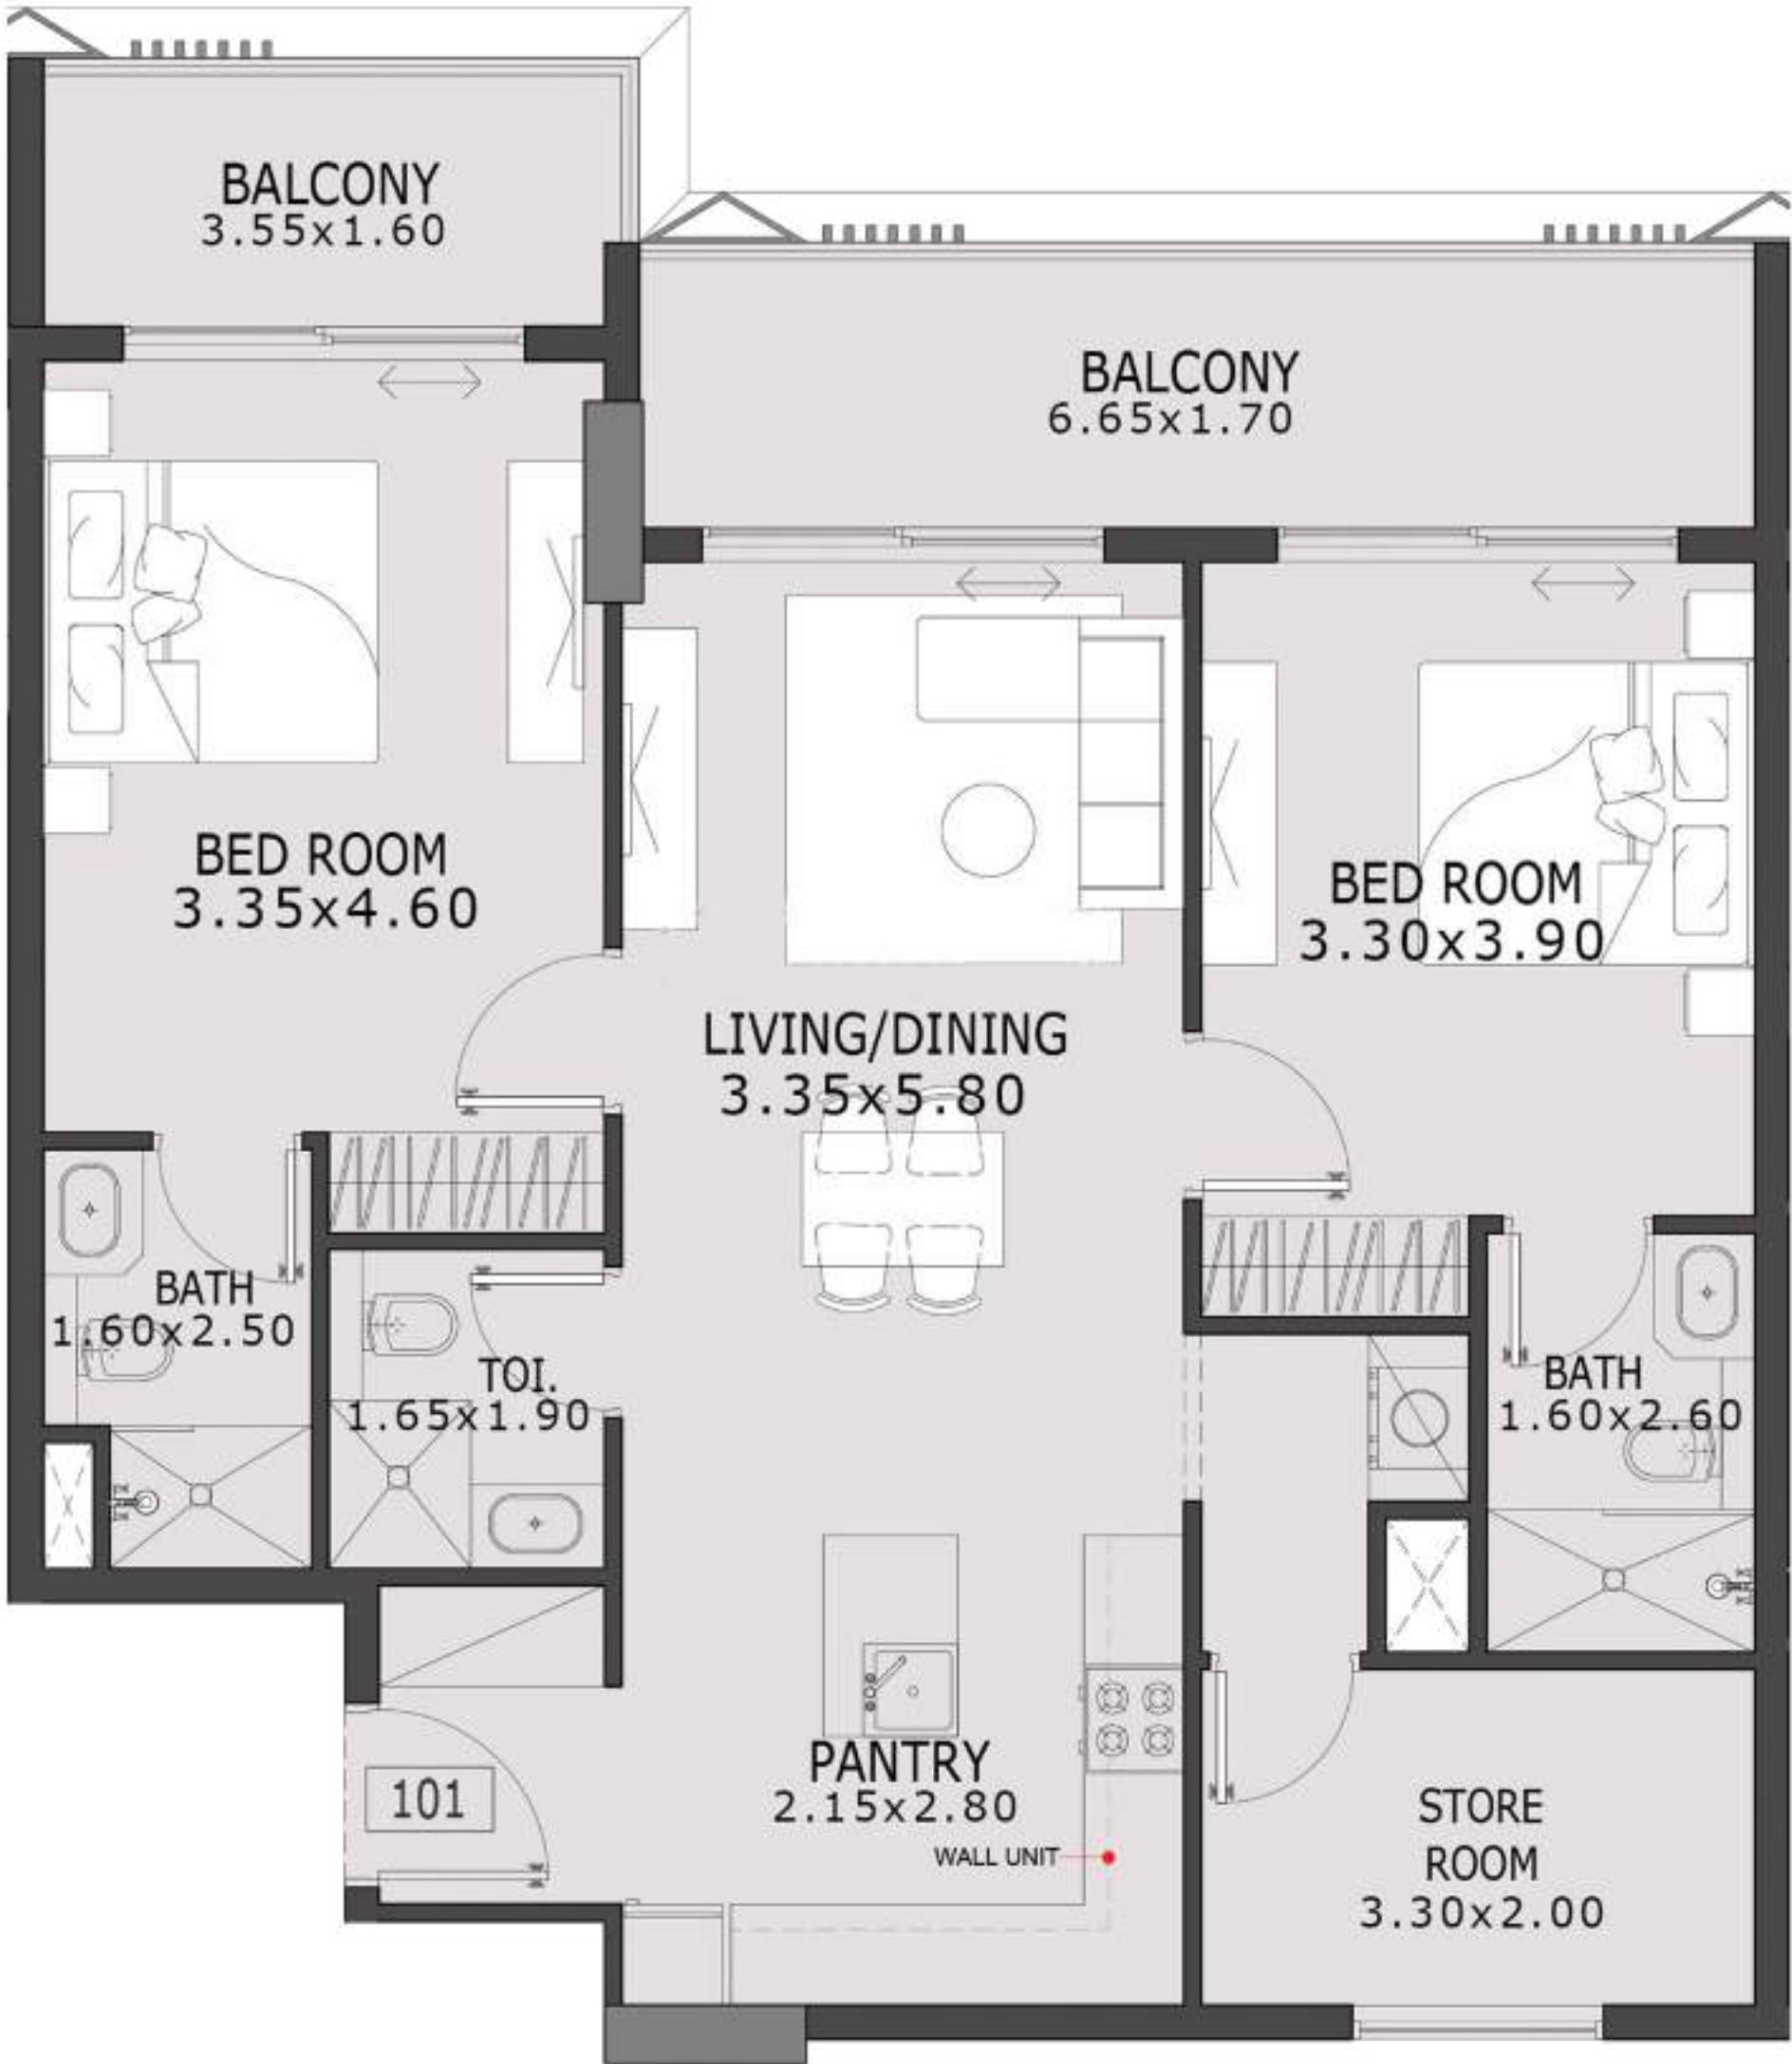 BALCONY
3.55x1.60
BALCONY
6.65x1.70
BED ROOM
3.35x4.60
BED ROOM
3.30x3.90
LIVING/DINING
3.35x5.80
BATH
1.60x2.50
TOI.
1.65x1.90
BATH
1.60x2.60
PANTRY
2.15x2.80
WALL UNIT
101
STORE
ROOM
3.30x2.00